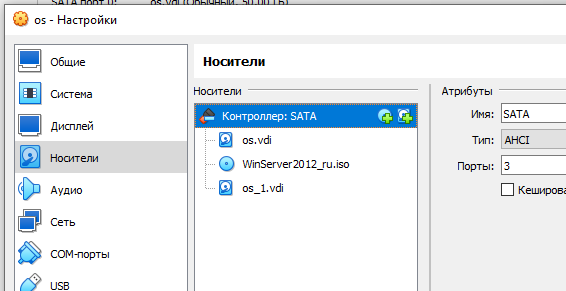 os - Настройки
Общие
Система
Дисплей
Носители
Аудио
Сеть
COM-порты
USB
Носители
Носители
Контроллер: SATA
os.vdi
WinServer2012_ru.iso
os_1.vdi
Атрибуты
Имя: SATA
Тип: AHCI
Порты: 3